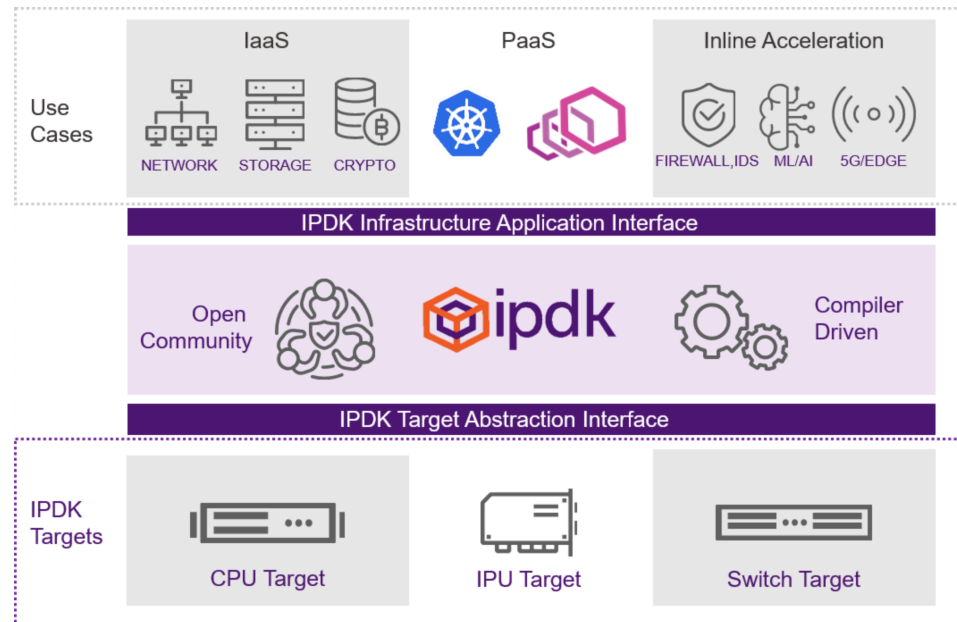 IaaS
PaaS
Inline Acceleration
Use
Cases
NETWORK
STORAGE
CRYPTO
FIREWALL,IDS
ML/AI
5G/EDGE
IPDK Infrastructure Application Interface
Open
Community
ipdk
Compiler
Driven
IPDK Target Abstraction Interface
IPDK
Targets
CPU Target
IPU Target
Switch Target